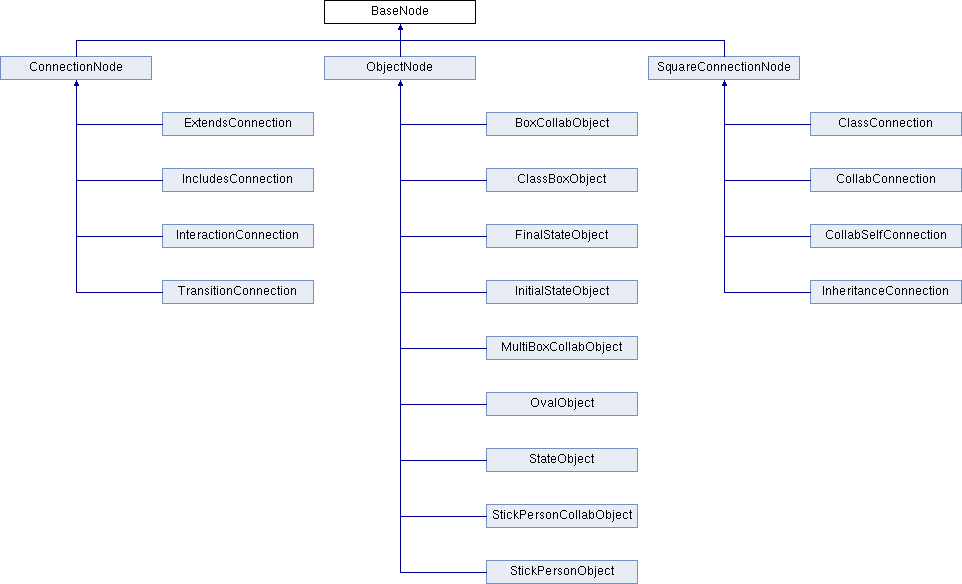 BaseNode
ConnectionNode
ObjectNode
SquareConnectionNode
ExtendsConnection
BoxCollabObject
ClassConnection
IncludesConnection
ClassBoxObject
CollabConnection
InteractionConnection
FinalStateObject
CollabSelfConnection
TransitionConnection
InitialStateObject
InheritanceConnection
MultiBoxCollabObject
OvalObject
StateObject
StickPersonCollabObject
StickPersonObject